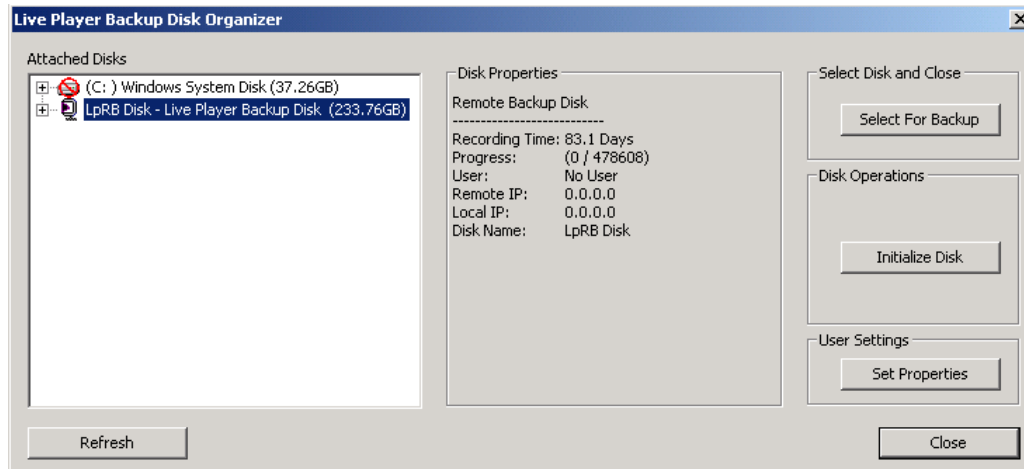 Live Player Backup Disk Organizer
Attached Disks
(C: ) Windows System Disk (37.26GB)
LpRB Disk - Live Player Backup Disk (233.76GB)
Refresh
Disk Properties
Remote Backup Disk
---------------------------
Recording Time: 83.1 Days
Progress: (0 / 478608)
User: No User
Remote IP: 0.0.0.0
Local IP: 0.0.0.0
Disk Name: LpRB Disk
Select Disk and Close
Select For Backup
Disk Operations
Initialize Disk
User Settings
Set Properties
Close